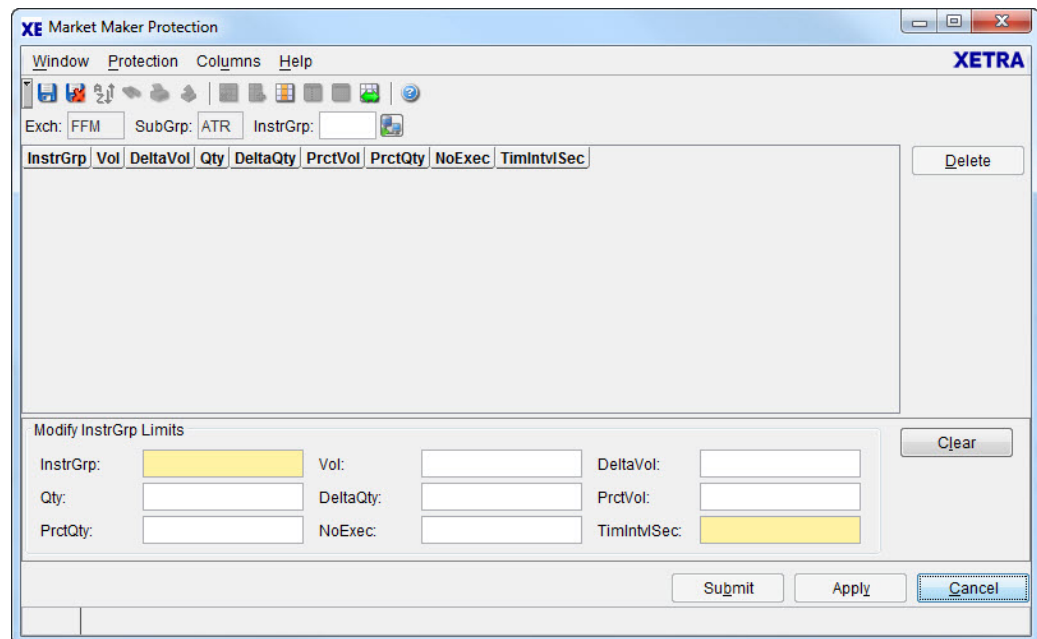 XE Market Maker Protection
Window Protection Columns Help XETRA
Exch: FFM SubGrp: ATR InstrGrp:
InstrGrp Vol DeltaVol Qty DeltaQty PrctVol PrctQty NoExec TimIntvlSec
Delete
Modify InstrGrp Limits
Clear
InstrGrp: Vol: DeltaVol:
Qty: DeltaQty: PrctVol:
PrctQty: NoExec: TimIntvlSec:
Submit Apply Cancel